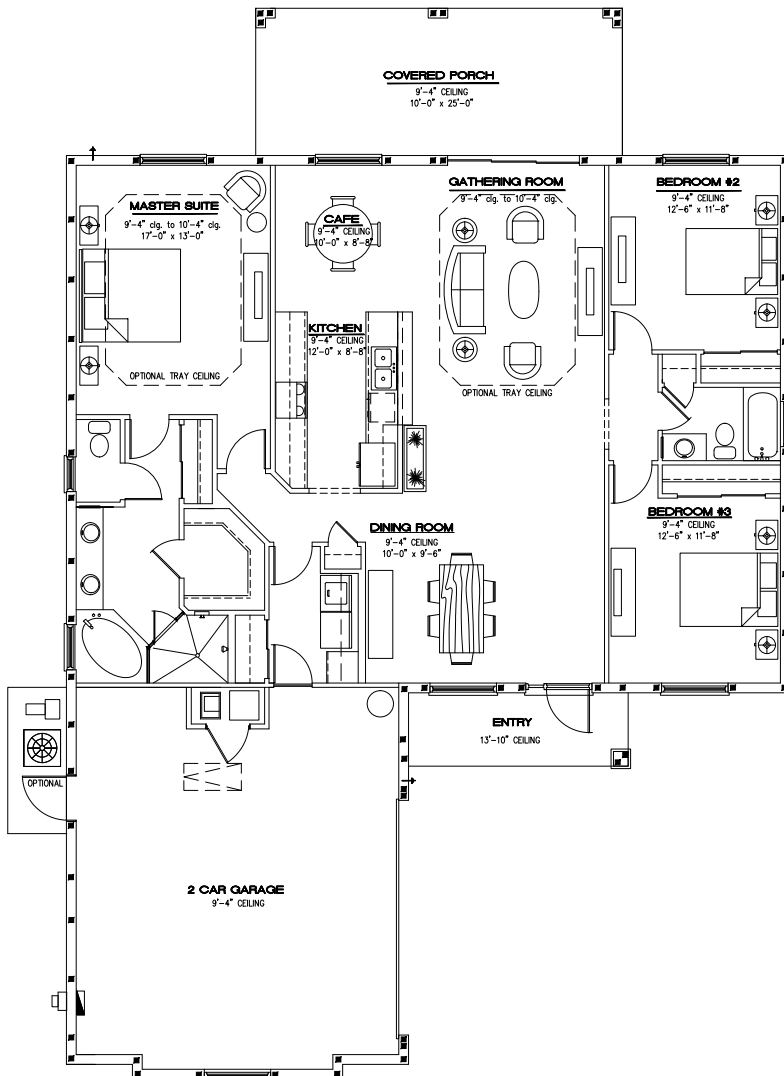 COVERED PORCH
9'-4" CEILING
10'-0" x 25'-0"
MASTER SUITE
9'-4" clg. to 10'-4" clg.
17'-0" x 13'-0"
OPTIONAL TRAY CEILING
CAFE
9'-4" CEILING
10'-0" x 8'-8"
GATHERING ROOM
9'-4" clg. to 10'-4" clg.
OPTIONAL TRAY CEILING
BEDROOM #2
9'-4" CEILING
12'-6" x 11'-8"
KITCHEN
9'-4" CEILING
12'-0" x 8'-8"
DINING ROOM
9'-4" CEILING
10'-0" x 9'-6"
BEDROOM #3
9'-4" CEILING
12'-6" x 11'-8"
ENTRY
13'-10" CEILING
OPTIONAL
2 CAR GARAGE
9'-4" CEILING